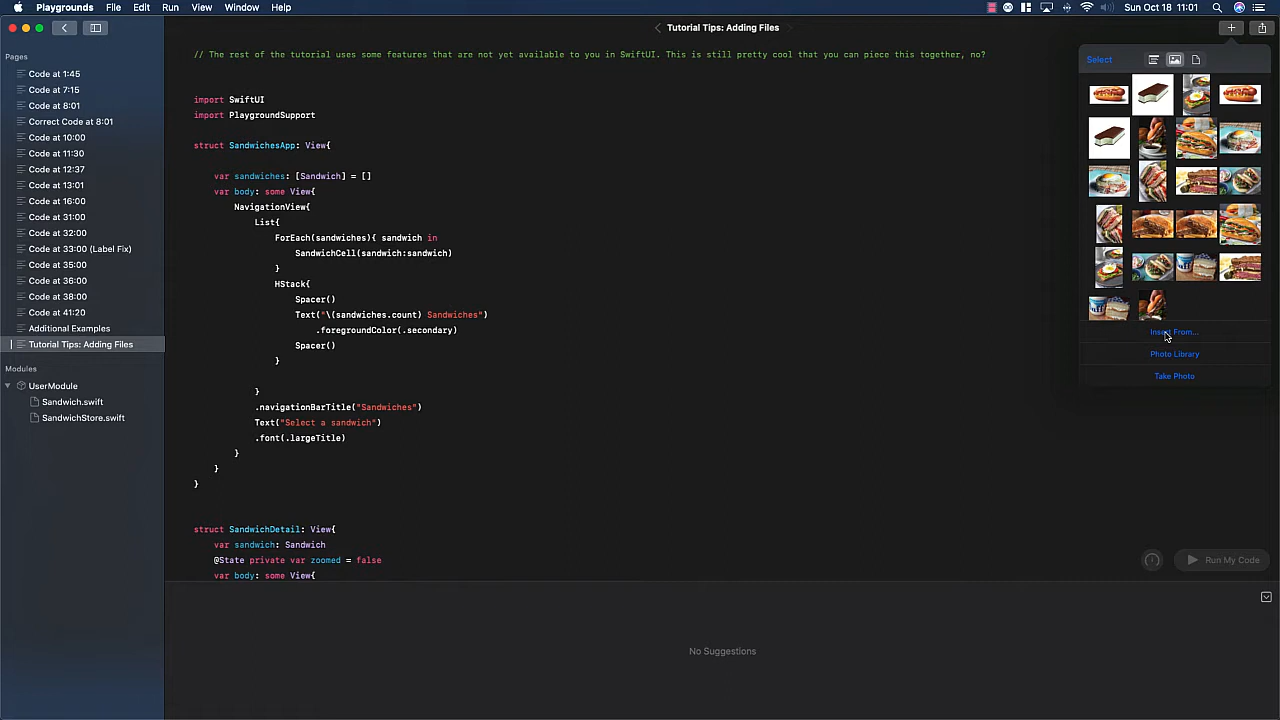 Playgrounds File Edit Run View Window Help Sun Oct 18 11:01
Tutorial Tips: Adding Files
Pages
Code at 1:45
Code at 7:15
Code at 8:01
Correct Code at 8:01
Code at 10:00
Code at 11:30
Code at 12:37
Code at 13:01
Code at 16:00
Code at 31:00
Code at 32:00
Code at 33:00 (Label Fix)
Code at 35:00
Code at 36:00
Code at 38:00
Code at 41:20
Additional Examples
Tutorial Tips: Adding Files
Modules
UserModule
Sandwich.swift
SandwichStore.swift
// The rest of the tutorial uses some features that are not yet available to you in SwiftUI. This is still pretty cool that you can piece this together, no?
import SwiftUI
import PlaygroundSupport
struct SandwichesApp: View{
var sandwiches: [Sandwich] = []
var body: some View{
NavigationView{
List{
ForEach(sandwiches){ sandwich in
SandwichCell(sandwich:sandwich)
}
HStack{
Spacer()
Text("\(sandwiches.count) Sandwiches")
.foregroundColor(.secondary)
Spacer()
}
}
.navigationBarTitle("Sandwiches")
Text("Select a sandwich")
.font(.largeTitle)
}
}
}
struct SandwichDetail: View{
var sandwich: Sandwich
@State private var zoomed = false
var body: some View{
Select
Insert From...
Photo Library
Take Photo
Run My Code
No Suggestions